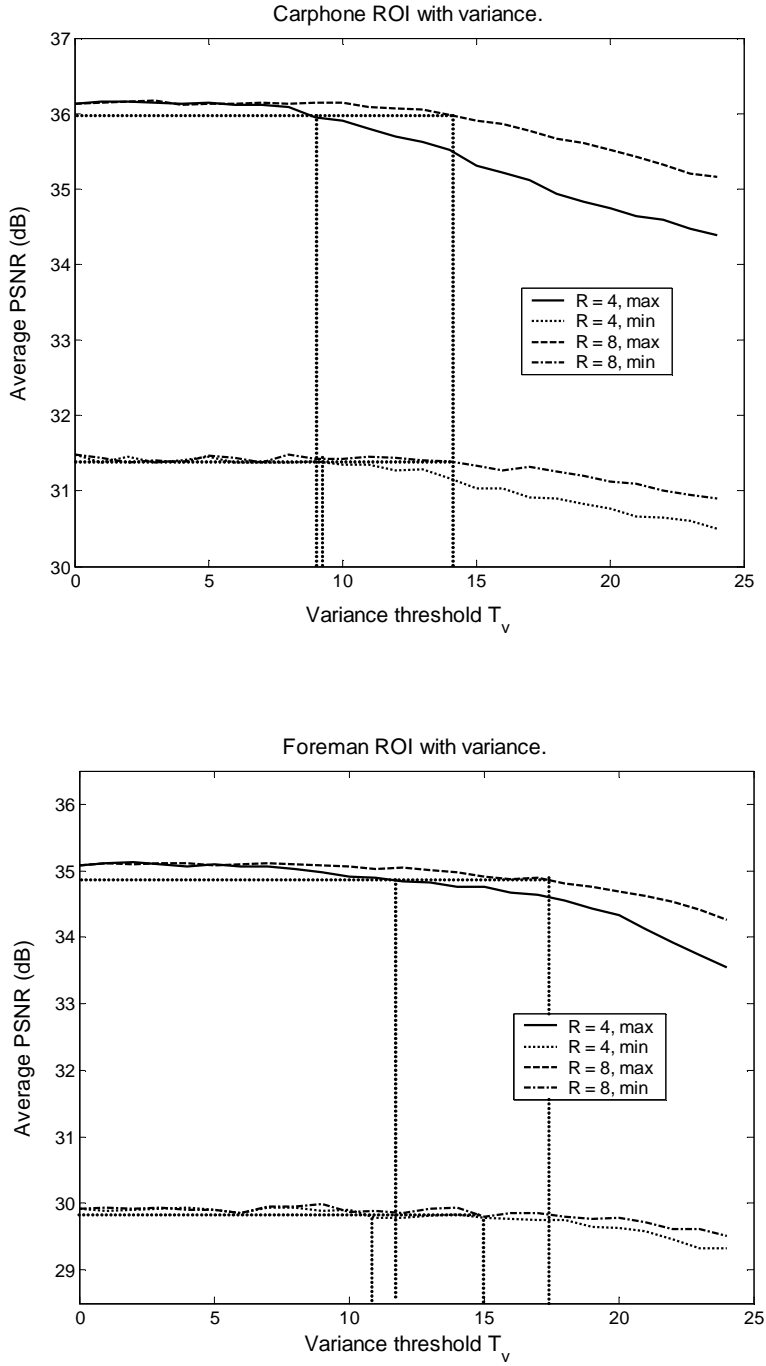 Carphone ROI with variance.
37
36
35
34
33
32
31
30
Average PSNR (dB)
R = 4, max
R = 4, min
R = 8, max
R = 8, min
0 5 10 15 20 25
Variance threshold T_v
Foreman ROI with variance.
36
35
34
33
32
31
30
29
Average PSNR (dB)
R = 4, max
R = 4, min
R = 8, max
R = 8, min
0 5 10 15 20 25
Variance threshold T_v